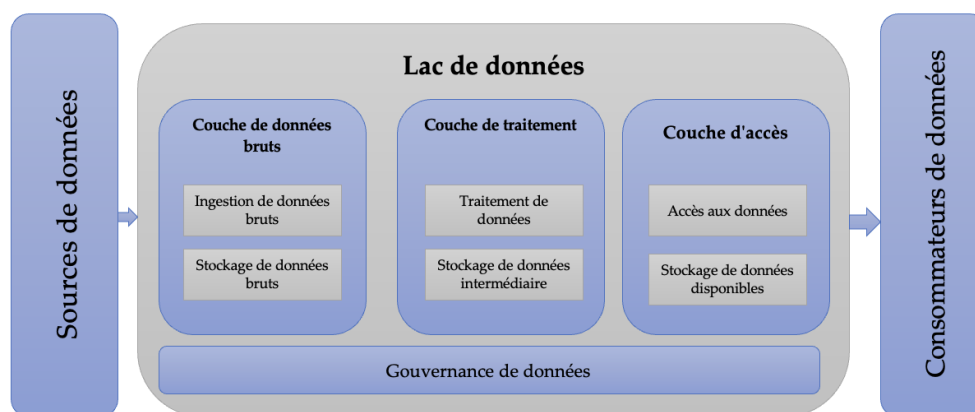 Sources de données
Lac de données
Couche de données
bruts
Ingestion de données
bruts
Stockage de données
bruts
Couche de traitement
Traitement de
données
Stockage de données
intermédiaire
Couche d'accès
Accès aux données
Stockage de données
disponibles
Gouvernance de données
Consommateurs de données